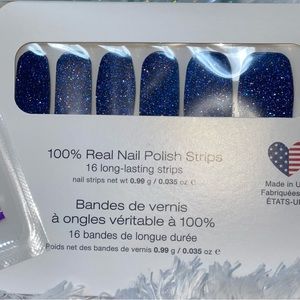 100% Real Nail Polish Strips
16 long-lasting strips
nail strips net wt 0.99 g / 0.035 oz ℮
Made in U
Fabriquées
ÉTATS-U
Bandes de vernis
à ongles véritable à 100%
16 bandes de longue durée
Poids net des bandes de vernis 0.99 g / 0.035 oz ℮